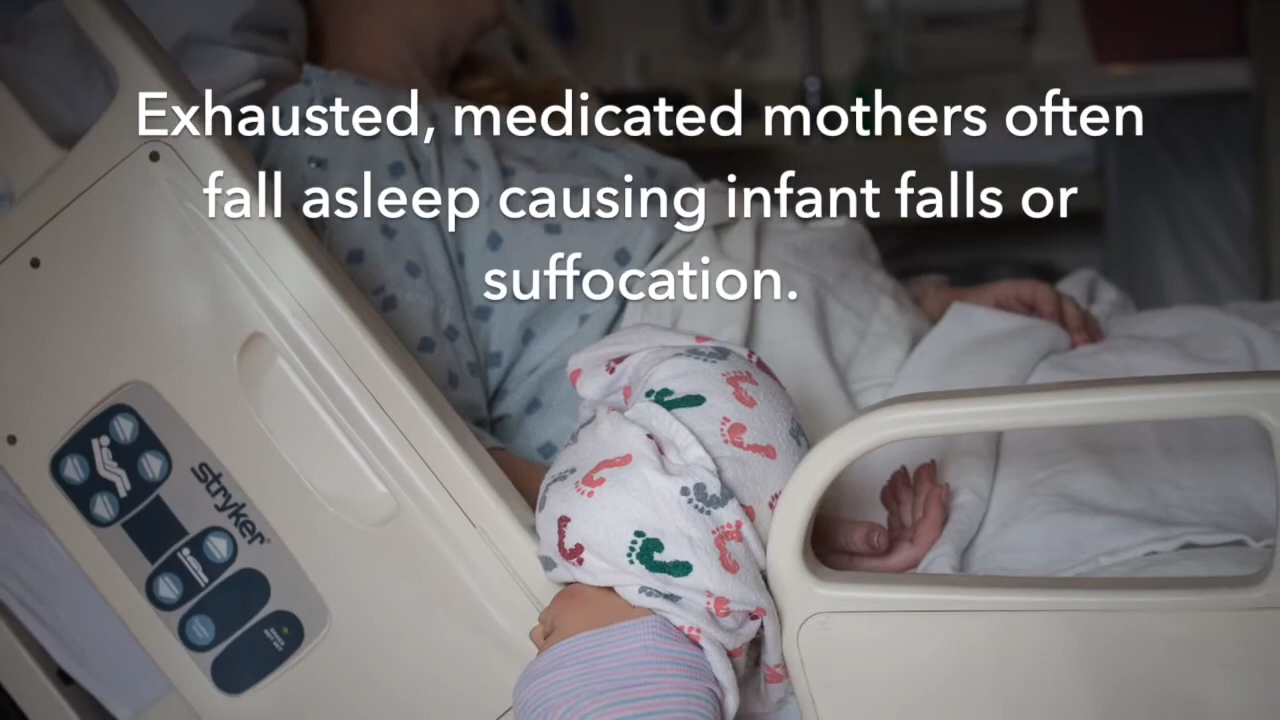 Exhausted, medicated mothers often
fall asleep causing infant falls or
suffocation.
stryker